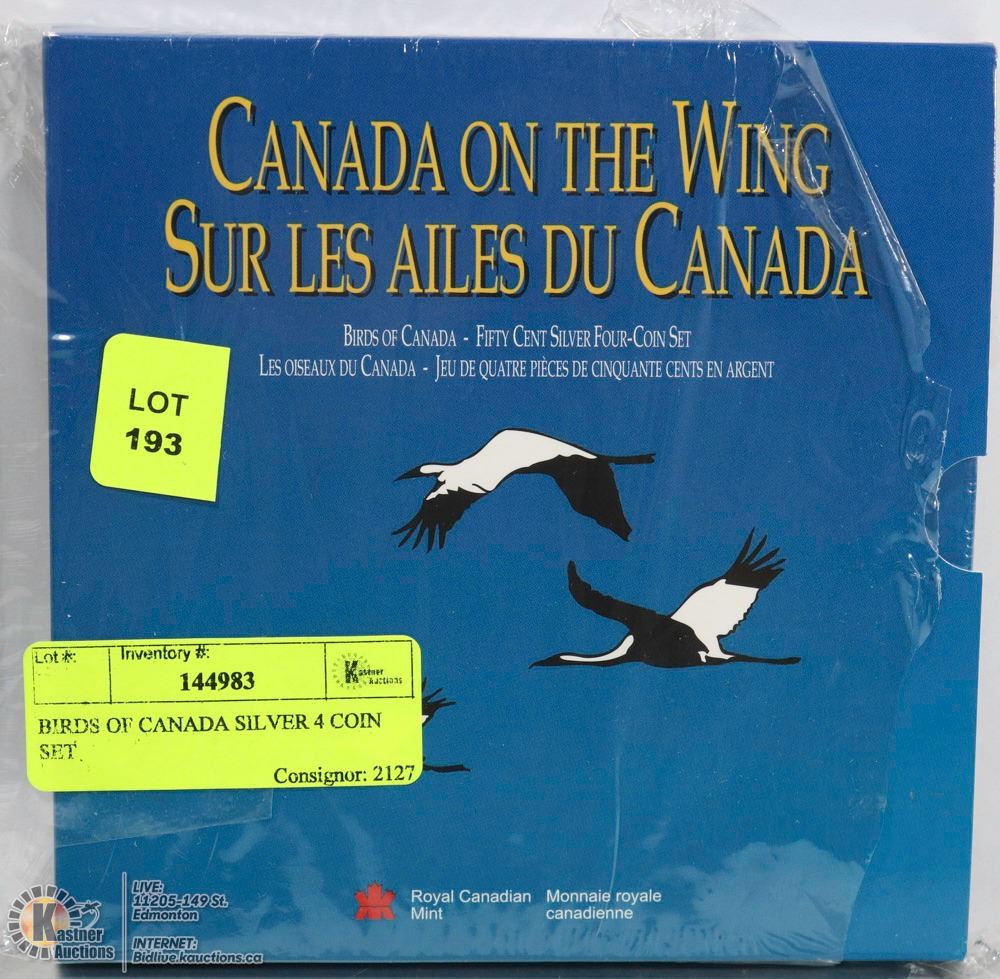 CANADA ON THE WING
SUR LES AILES DU CANADA
BIRDS OF CANADA - FIFTY CENT SILVER FOUR-COIN SET
LES OISEAUX DU CANADA - JEU DE QUATRE PIÈCES DE CINQUANTE CENTS EN ARGENT
LOT
193
Lot #:
Inventory #:
144983
Kastner
Auctions
BIRDS OF CANADA SILVER 4 COIN
SET
Consignor: 2127
Royal Canadian
Mint
Monnaie royale
canadienne
Kastner
Auctions
LIVE:
11205-149 St.
Edmonton
INTERNET:
Bidlive.kauctions.ca